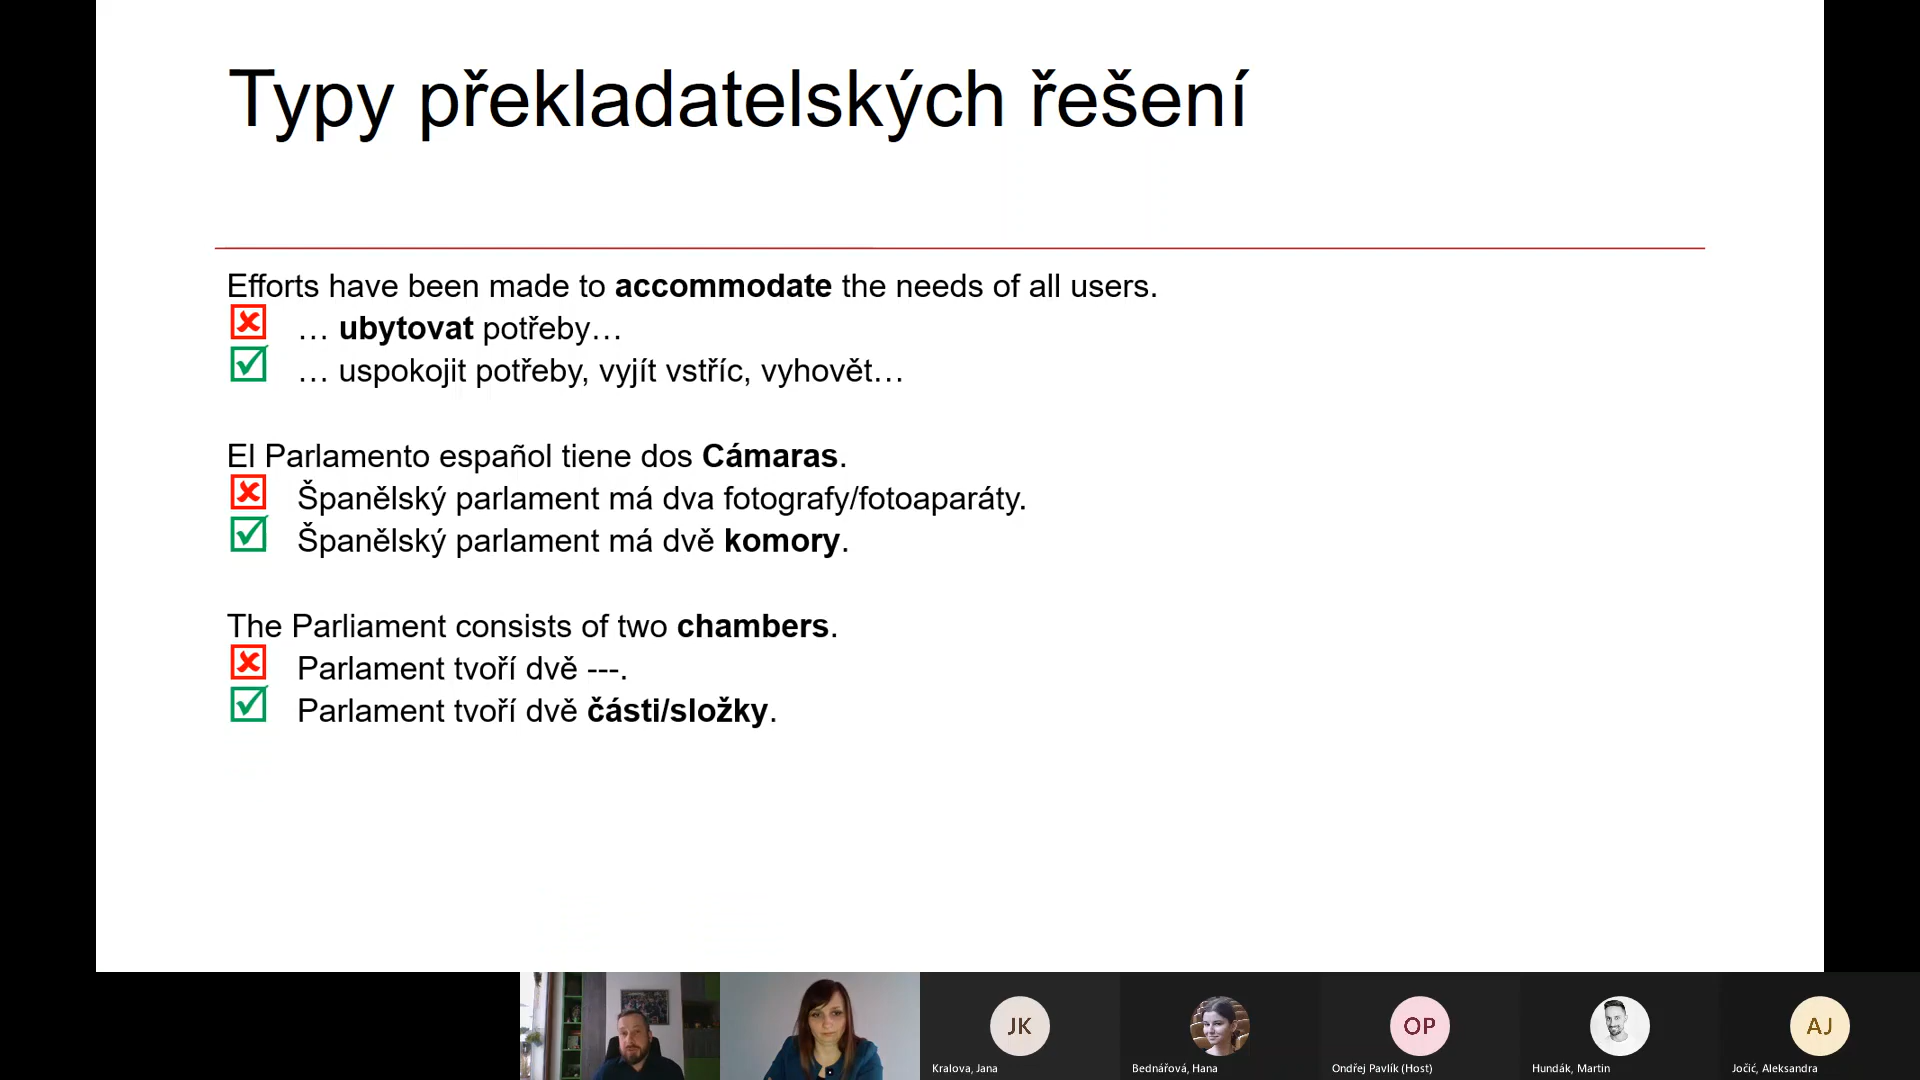 Typy překladatelských řešení
Efforts have been made to accommodate the needs of all users.
… ubytovat potřeby…
… uspokojit potřeby, vyjít vstříc, vyhovět…
El Parlamento español tiene dos Cámaras.
Španělský parlament má dva fotografy/fotoaparáty.
Španělský parlament má dvě komory.
The Parliament consists of two chambers.
Parlament tvoří dvě ---.
Parlament tvoří dvě části/složky.
JK
OP
AJ
Kralova, Jana
Bednářová, Hana
Ondřej Pavlík (Host)
Hundák, Martin
Jočić, Aleksandra